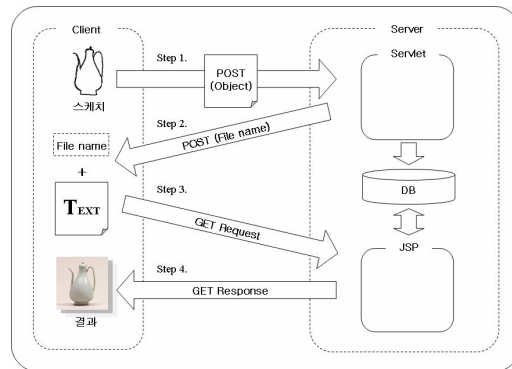 Client
Server
Servlet
Step 1.
POST
(Object)
스케치
Step 2.
POST (File name)
File name
+
TEXT
Step 3.
GET Request
DB
JSP
Step 4.
GET Response
결과